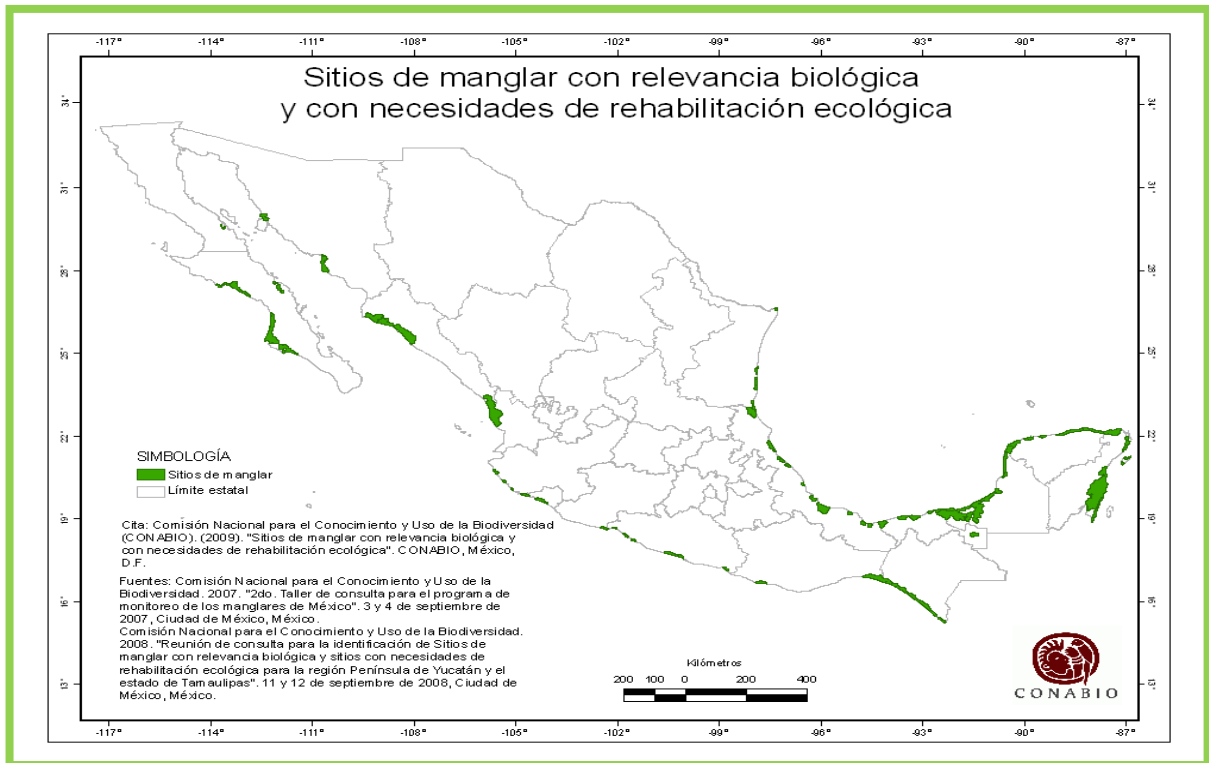 -117° -114° -111° -108° -105° -102° -99° -96° -93° -90° -87°
Sitios de manglar con relevancia biológica
y con necesidades de rehabilitación ecológica
34° 34°
31° 31°
28° 28°
25° 25°
22° 22°
19° 19°
16° 16°
13° 13°
SIMBOLOGÍA
Sitios de manglar
Límite estatal
Cita: Comisión Nacional para el Conocimiento y Uso de la Biodiversidad
(CONABIO). (2009). "Sitios de manglar con relevancia biológica y
con necesidades de rehabilitación ecológica". CONABIO, México,
D.F.
Fuentes: Comisión Nacional para el Conocimiento y Uso de la
Biodiversidad. 2007. "2do. Taller de consulta para el programa de
monitoreo de los manglares de México". 3 y 4 de septiembre de
2007, Ciudad de México, México.
Comisión Nacional para el Conocimiento y Uso de la Biodiversidad.
2008. "Reunión de consulta para la identificación de Sitios de
manglar con relevancia biológica y sitios con necesidades de
rehabilitación ecológica para la región Península de Yucatán y el
estado de Tamaulipas". 11 y 12 de septiembre de 2008, Ciudad de
México, México.
Kilómetros
200 100 0 200 400
CONABIO
-117° -114° -111° -108° -105° -102° -99° -96° -93° -90° -87°